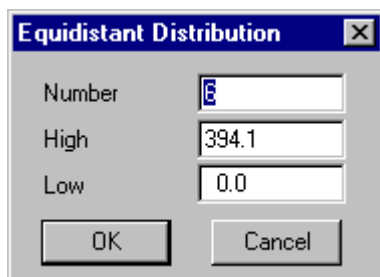 Equidistant Distribution
Number 6
High 394.1
Low 0.0
OK Cancel